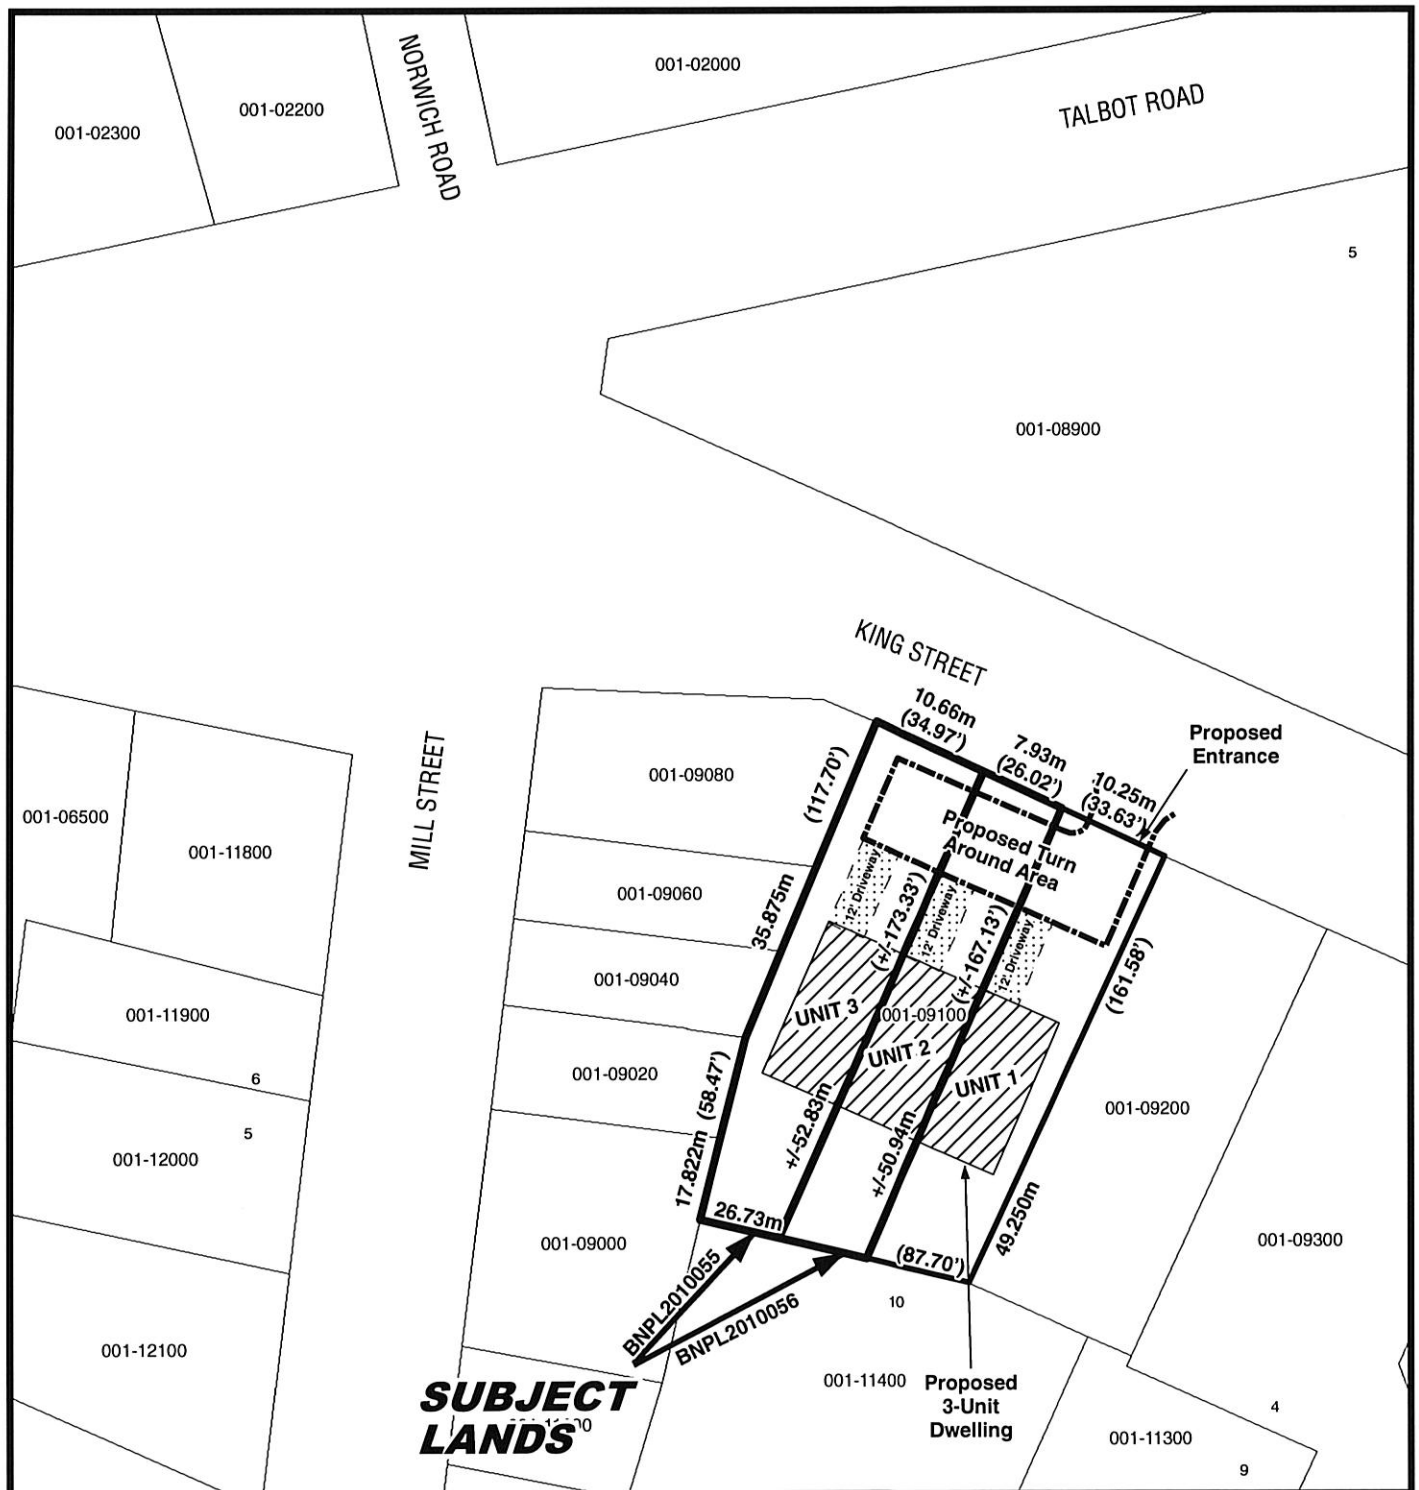 NORWICH ROAD
001-02000
TALBOT ROAD
001-02200
001-02300
5
001-08900
KING STREET
10.66m
(34.97')
7.93m
(26.02')
10.25m
(33.63')
Proposed
Entrance
MILL STREET
001-09080
(117.70')
001-06500
001-11800
Proposed Turn
Around Area
12' Driveway
12' Driveway
12' Driveway
001-09060
35.875m
(+/-173.33')
(+/-167.13')
(161.58')
001-09040
001-11900
UNIT 3
001-09100
UNIT 2
UNIT 1
001-09020
6
5
001-09200
17.822m (58.47')
+/-52.83m
+/-50.94m
001-12000
26.73m
(87.70')
49.250m
001-09000
001-09300
BNPL2010055
BNPL2010056
10
001-12100
001-11400
Proposed
3-Unit
Dwelling
SUBJECT
LANDS
4
001-11300
9